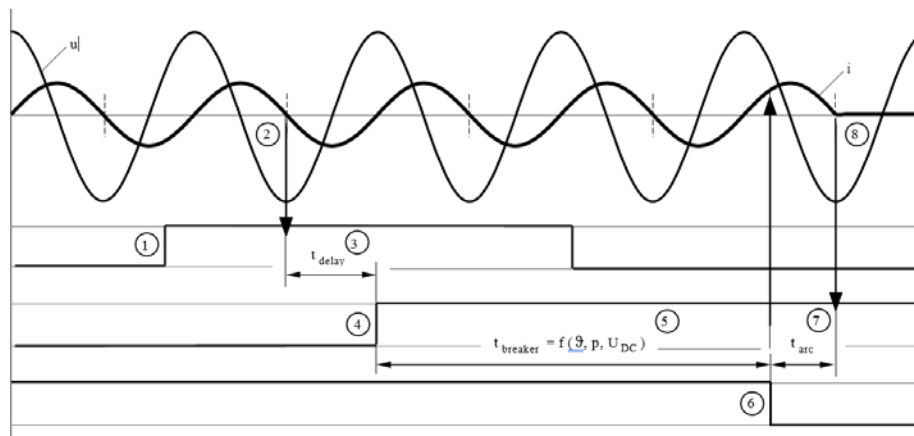 u|
i
②
⑧
①
③
t delay
④
⑤
⑦
t breaker = f (ϑ, p, U DC )
t arc
⑥